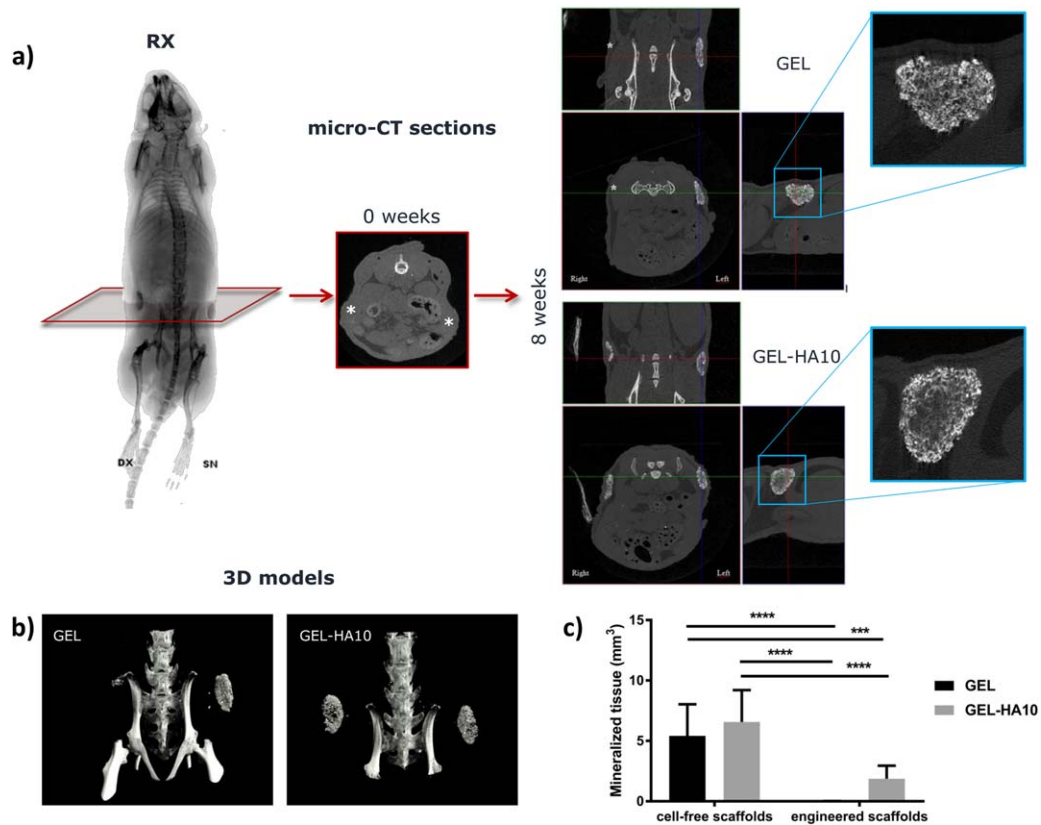 a)
RX
DX
SN
micro-CT sections
0 weeks
*
*
8 weeks
GEL
*
*
Right
Left
GEL-HA10
Right
Left
3D models
b)
GEL
GEL-HA10
c)
Mineralized tissue (mm³)
15
10
5
0
****
***
****
****
cell-free scaffolds
engineered scaffolds
GEL
GEL-HA10